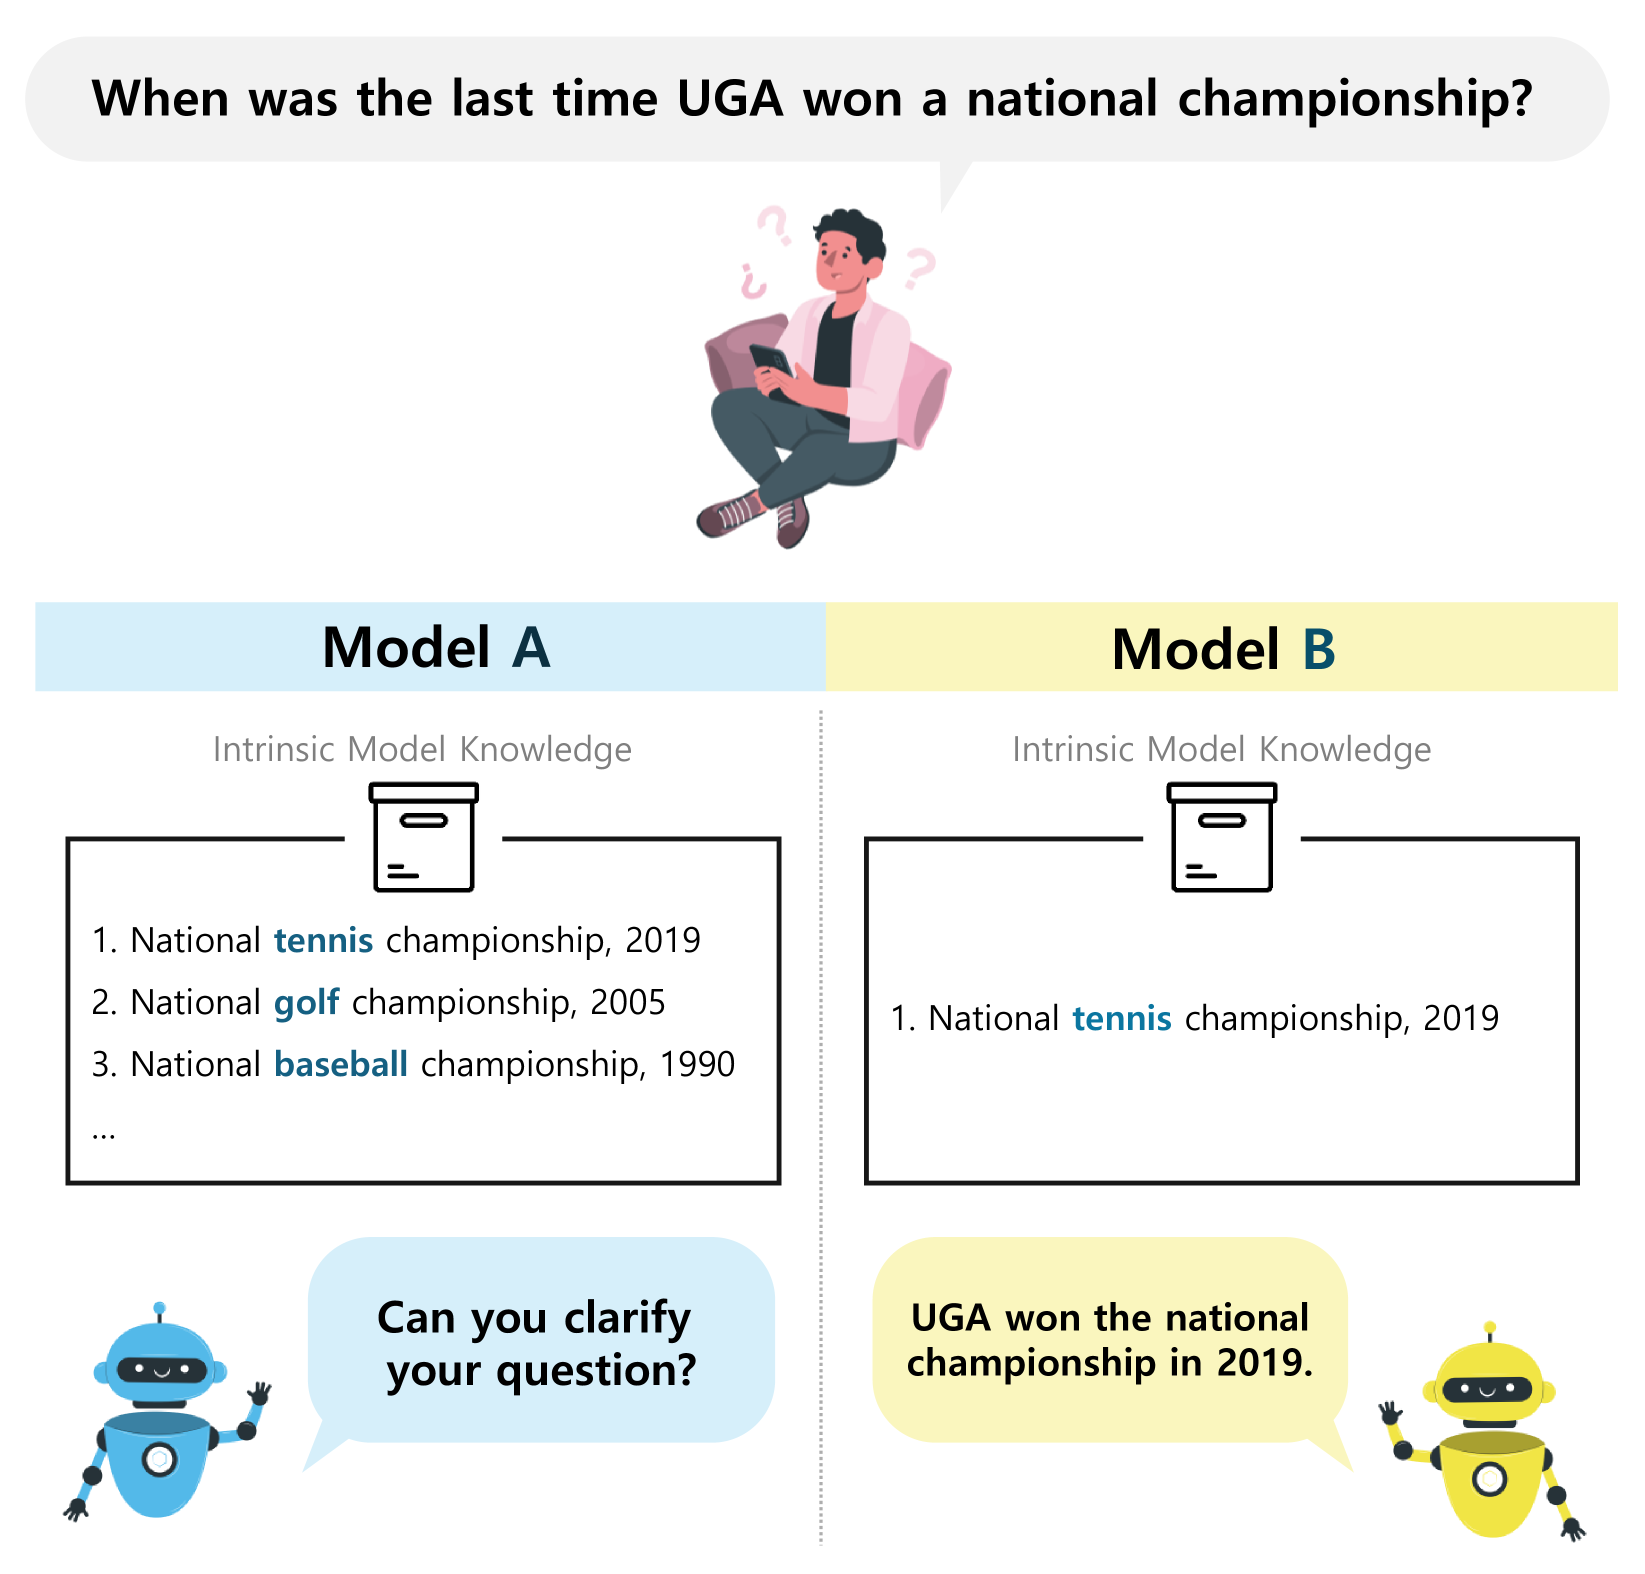 When was the last time UGA won a national championship?
Model A
Model B
Intrinsic Model Knowledge
1. National tennis championship, 2019
2. National golf championship, 2005
3. National baseball championship, 1990
...
Intrinsic Model Knowledge
1. National tennis championship, 2019
Can you clarify
your question?
UGA won the national
championship in 2019.